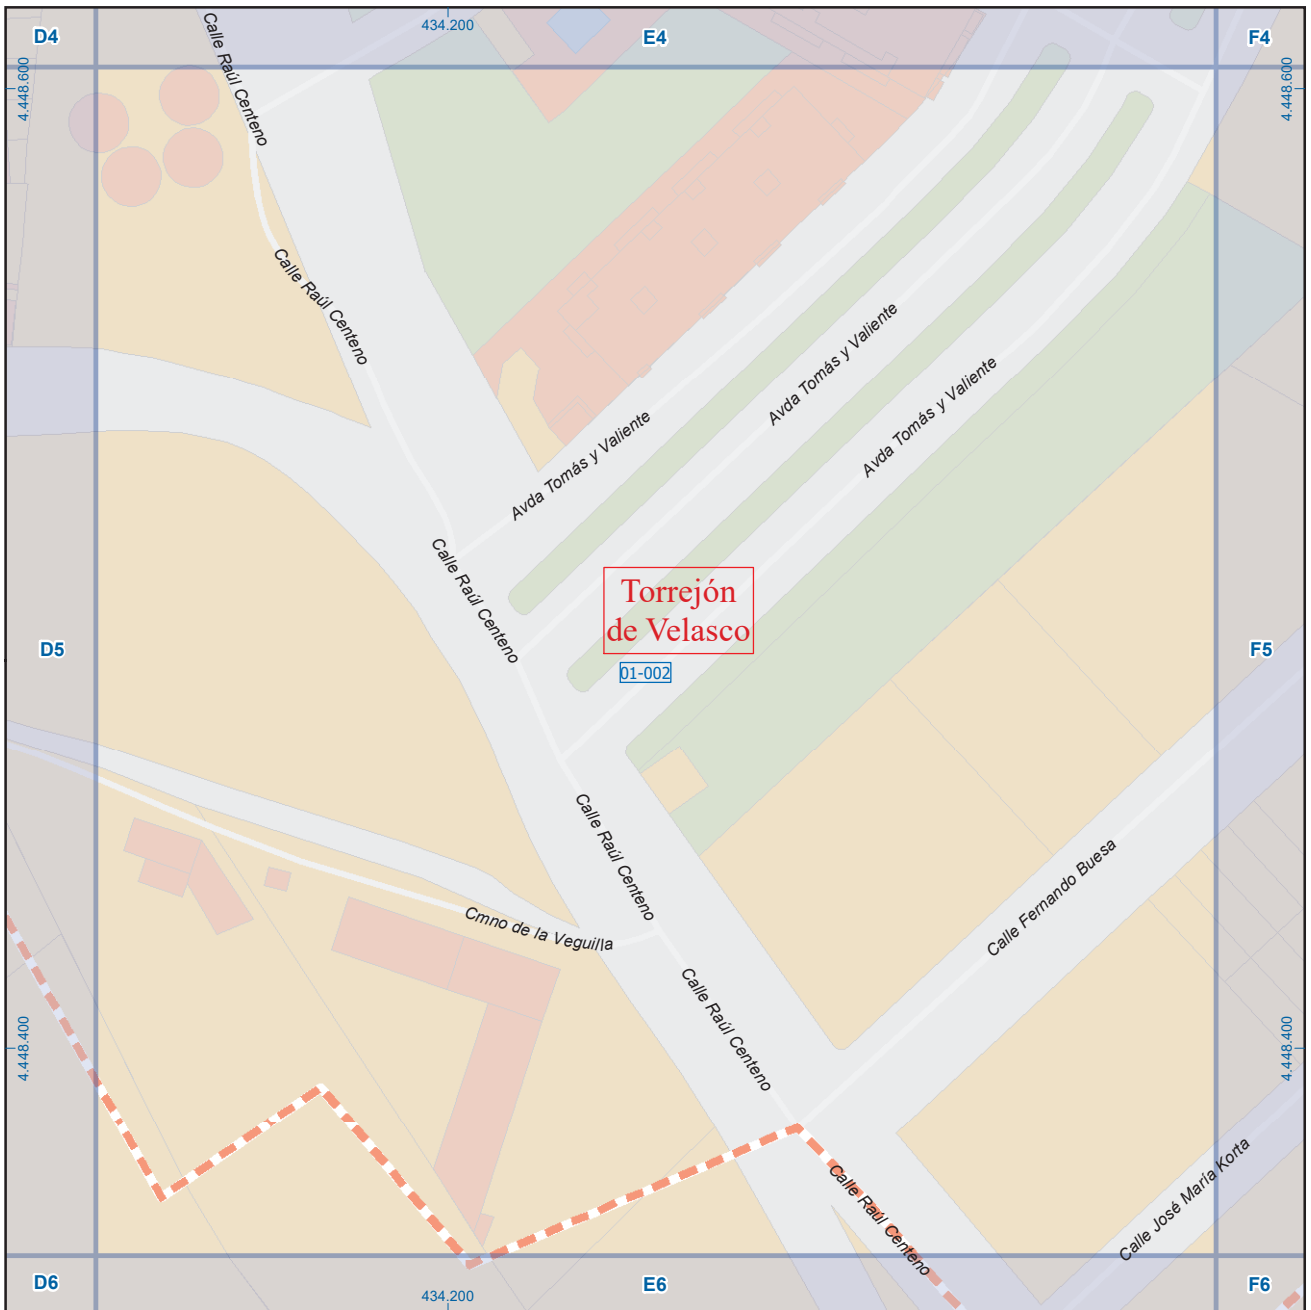 D4
434.200
E4
F4
4.448.600
4.448.600
Calle Raúl Centeno
Calle Raúl Centeno
Avda Tomás y Valiente
Avda Tomás y Valiente
Avda Tomás y Valiente
Calle Raúl Centeno
Torrejón
de Velasco
01-002
D5
F5
Calle Raúl Centeno
Calle Fernando Buesa
Cmno de la Veguilla
Calle Raúl Centeno
4.448.400
4.448.400
Calle Raúl Centeno
Calle José María Korta
D6
434.200
E6
F6